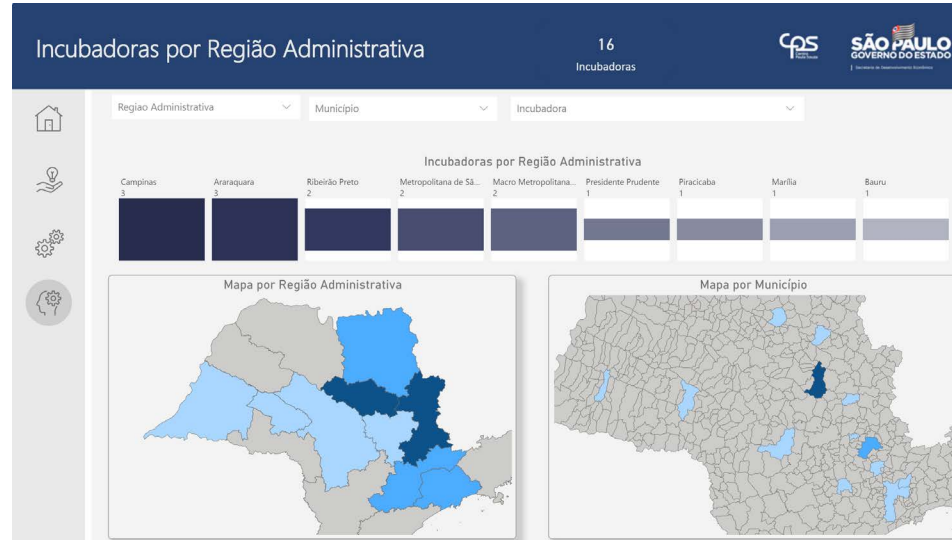 Incubadoras por Região Administrativa
16
Incubadoras
CPS
SÃO PAULO
GOVERNO DO ESTADO
Regiao Administrativa
Município
Incubadora
Incubadoras por Região Administrativa
Campinas
3
Araraquara
3
Ribeirão Preto
2
Metropolitana de Sã...
2
Macro Metropolitana...
2
Presidente Prudente
1
Piracicaba
1
Marília
1
Bauru
1
Mapa por Região Administrativa
Mapa por Município